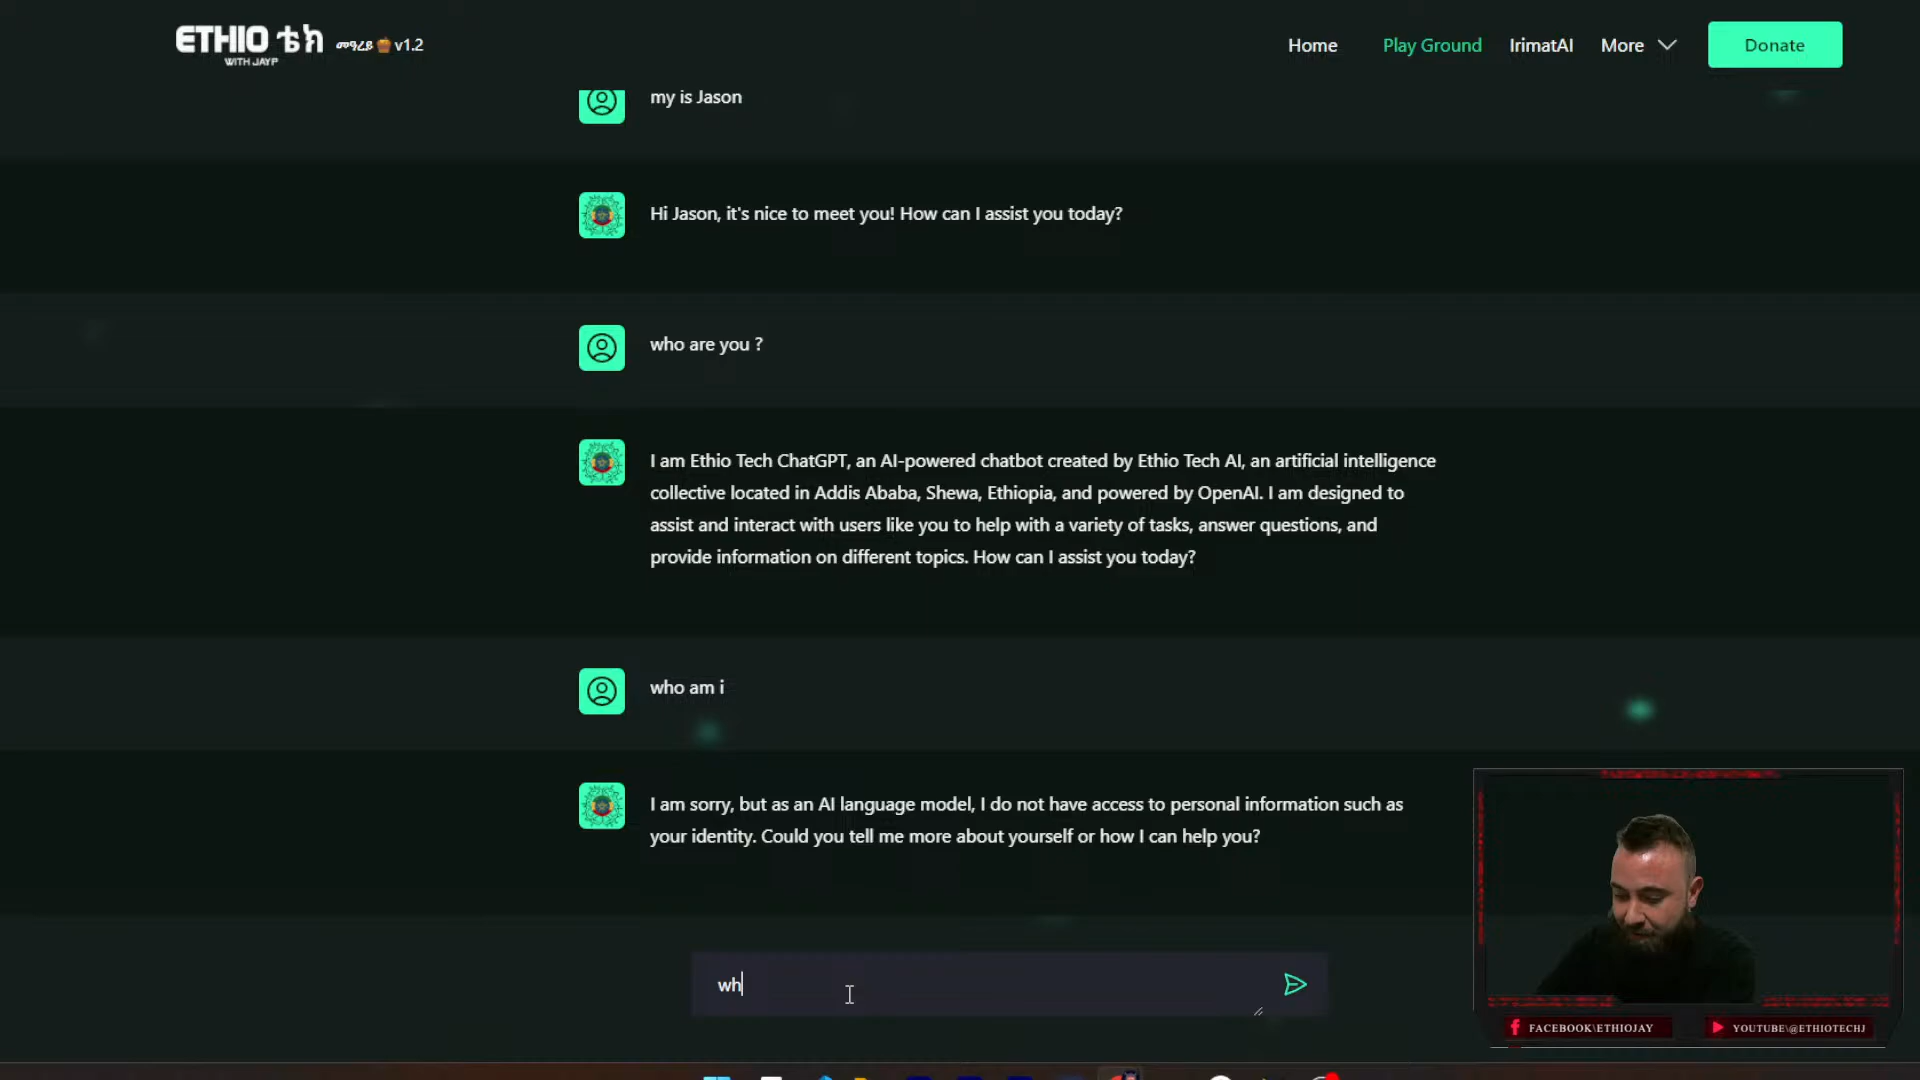 ETHIO ቴክ
WITH JAYP
መዓረይ v1.2
Home
Play Ground
IrimatAI
More
Donate
my is Jason
Hi Jason, it's nice to meet you! How can I assist you today?
who are you ?
I am Ethio Tech ChatGPT, an AI-powered chatbot created by Ethio Tech AI, an artificial intelligence
collective located in Addis Ababa, Shewa, Ethiopia, and powered by OpenAI. I am designed to
assist and interact with users like you to help with a variety of tasks, answer questions, and
provide information on different topics. How can I assist you today?
who am i
I am sorry, but as an AI language model, I do not have access to personal information such as
your identity. Could you tell me more about yourself or how I can help you?
wh
FACEBOOK\ETHIOJAY
YOUTUBE\@ETHIOTECHJ